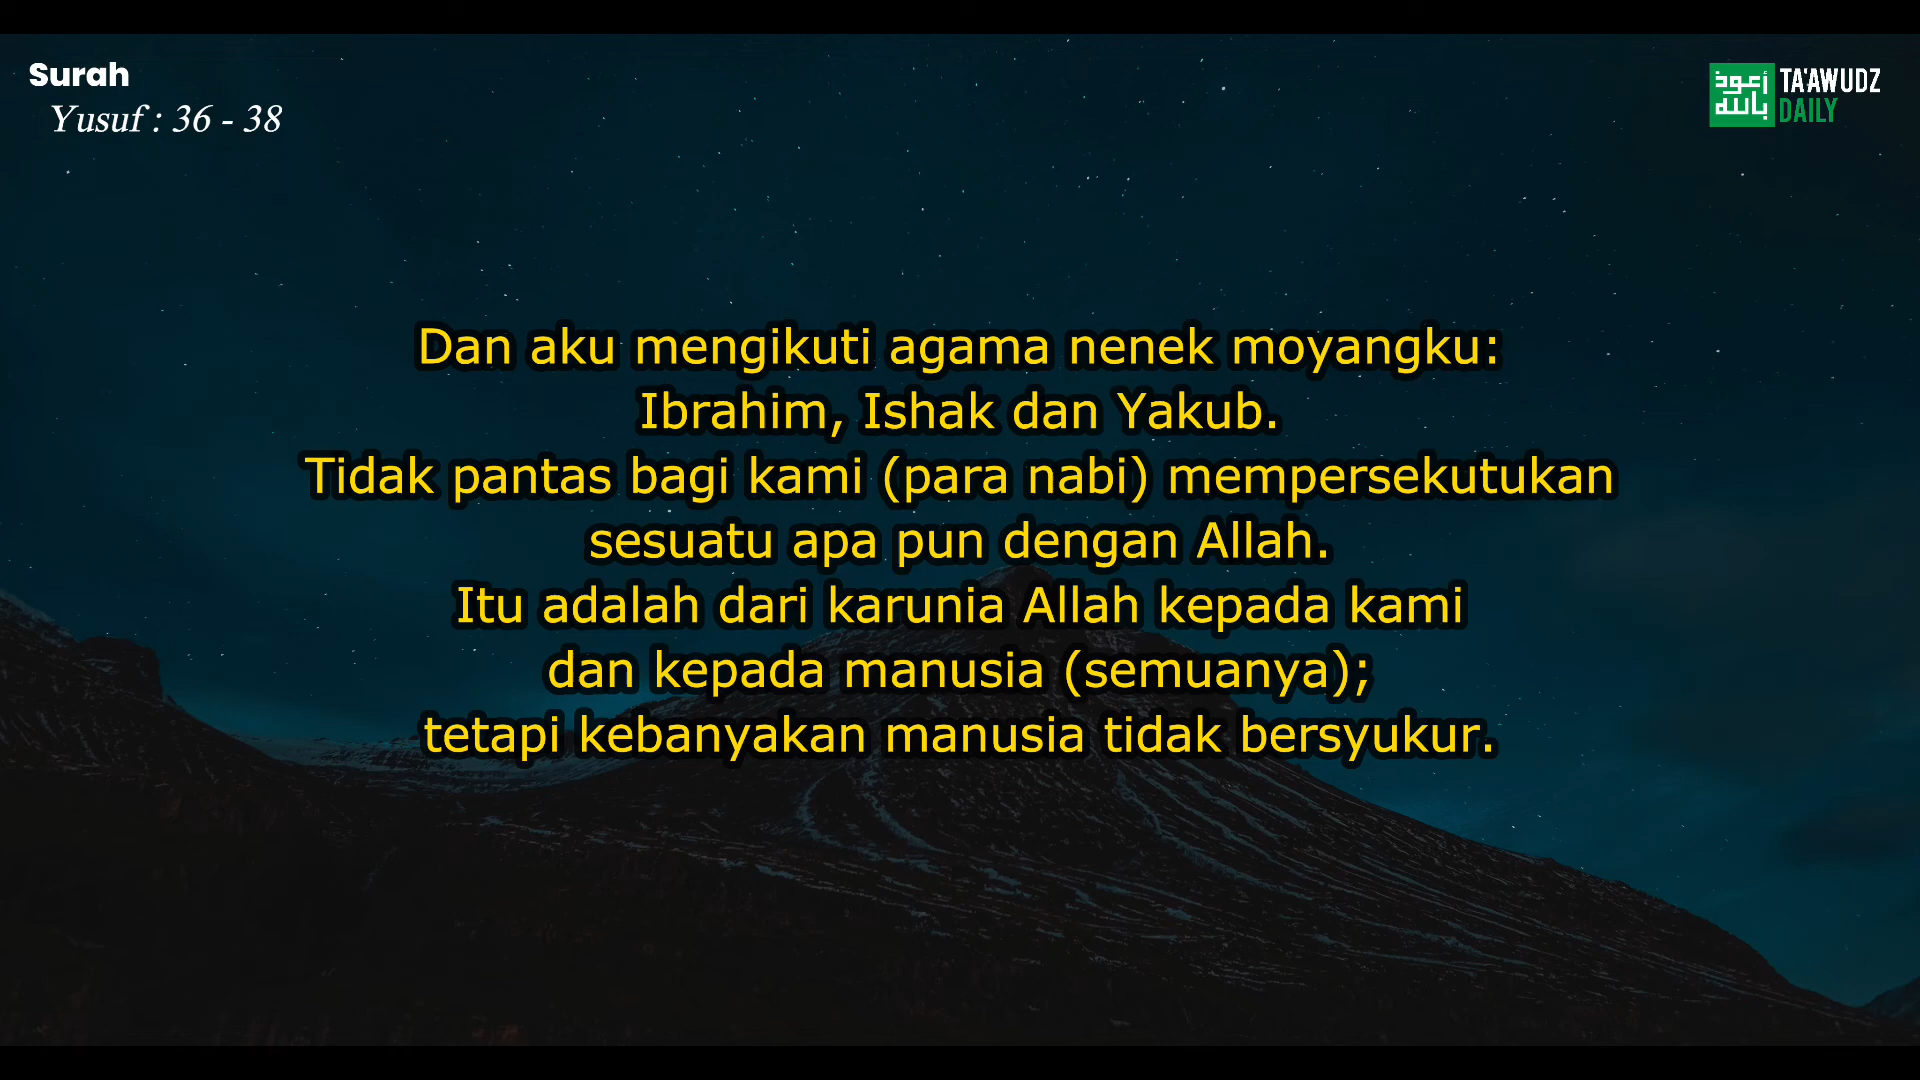 Surah
Yusuf : 36 - 38
أعوذ
بالله
TA'AWUDZ
DAILY
Dan aku mengikuti agama nenek moyangku:
Ibrahim, Ishak dan Yakub.
Tidak pantas bagi kami (para nabi) mempersekutukan
sesuatu apa pun dengan Allah.
Itu adalah dari karunia Allah kepada kami
dan kepada manusia (semuanya);
tetapi kebanyakan manusia tidak bersyukur.